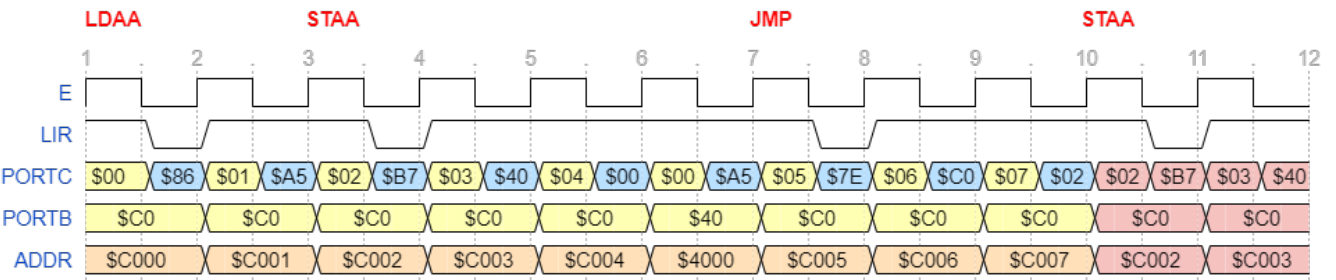 LDAA STAA JMP STAA
1 . 2 . 3 . 4 . 5 . 6 . 7 . 8 . 9 . 10 . 11 . 12
E
LIR
PORTC $00 $86 $01 $A5 $02 $B7 $03 $40 $04 $00 $00 $A5 $05 $7E $06 $C0 $07 $02 $02 $B7 $03 $40
PORTB $C0 $C0 $C0 $C0 $C0 $40 $C0 $C0 $C0 $C0 $C0
ADDR $C000 $C001 $C002 $C003 $C004 $4000 $C005 $C006 $C007 $C002 $C003